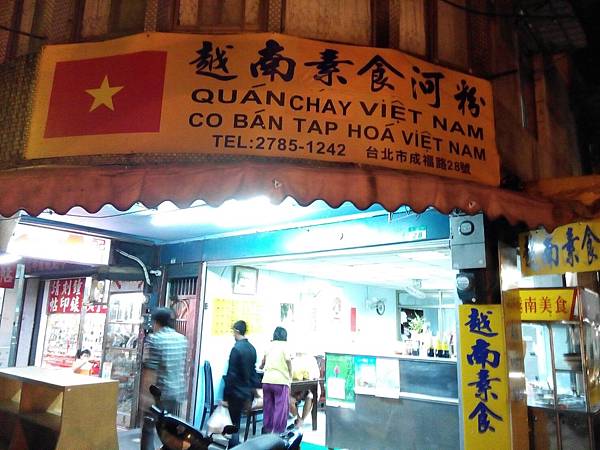 越南素食河粉
QUÁN CHAY VIỆT NAM
CO BÁN TAP HOÁ VIỆT NAM
TEL:2785-1242 台北市成福路28號
越南素食
越南美食
越南素食